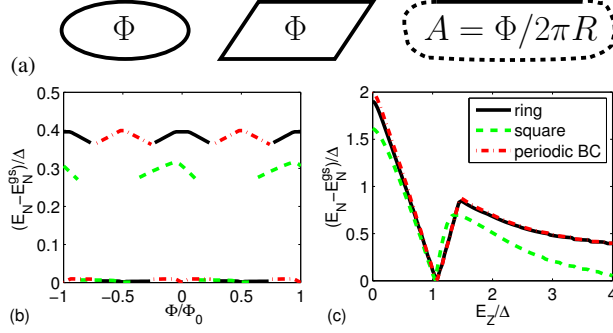 Φ
Φ
A = Φ/2πR
(a)
(E_N−E_N^gs)/Δ
0.5
0.4
0.3
0.2
0.1
0
−1
−0.5
0
0.5
1
Φ/Φ_0
(b)
(E_N−E_N^gs)/Δ
2
1.5
1
0.5
0
0
1
2
3
4
E_Z/Δ
(c)
ring
square
periodic BC